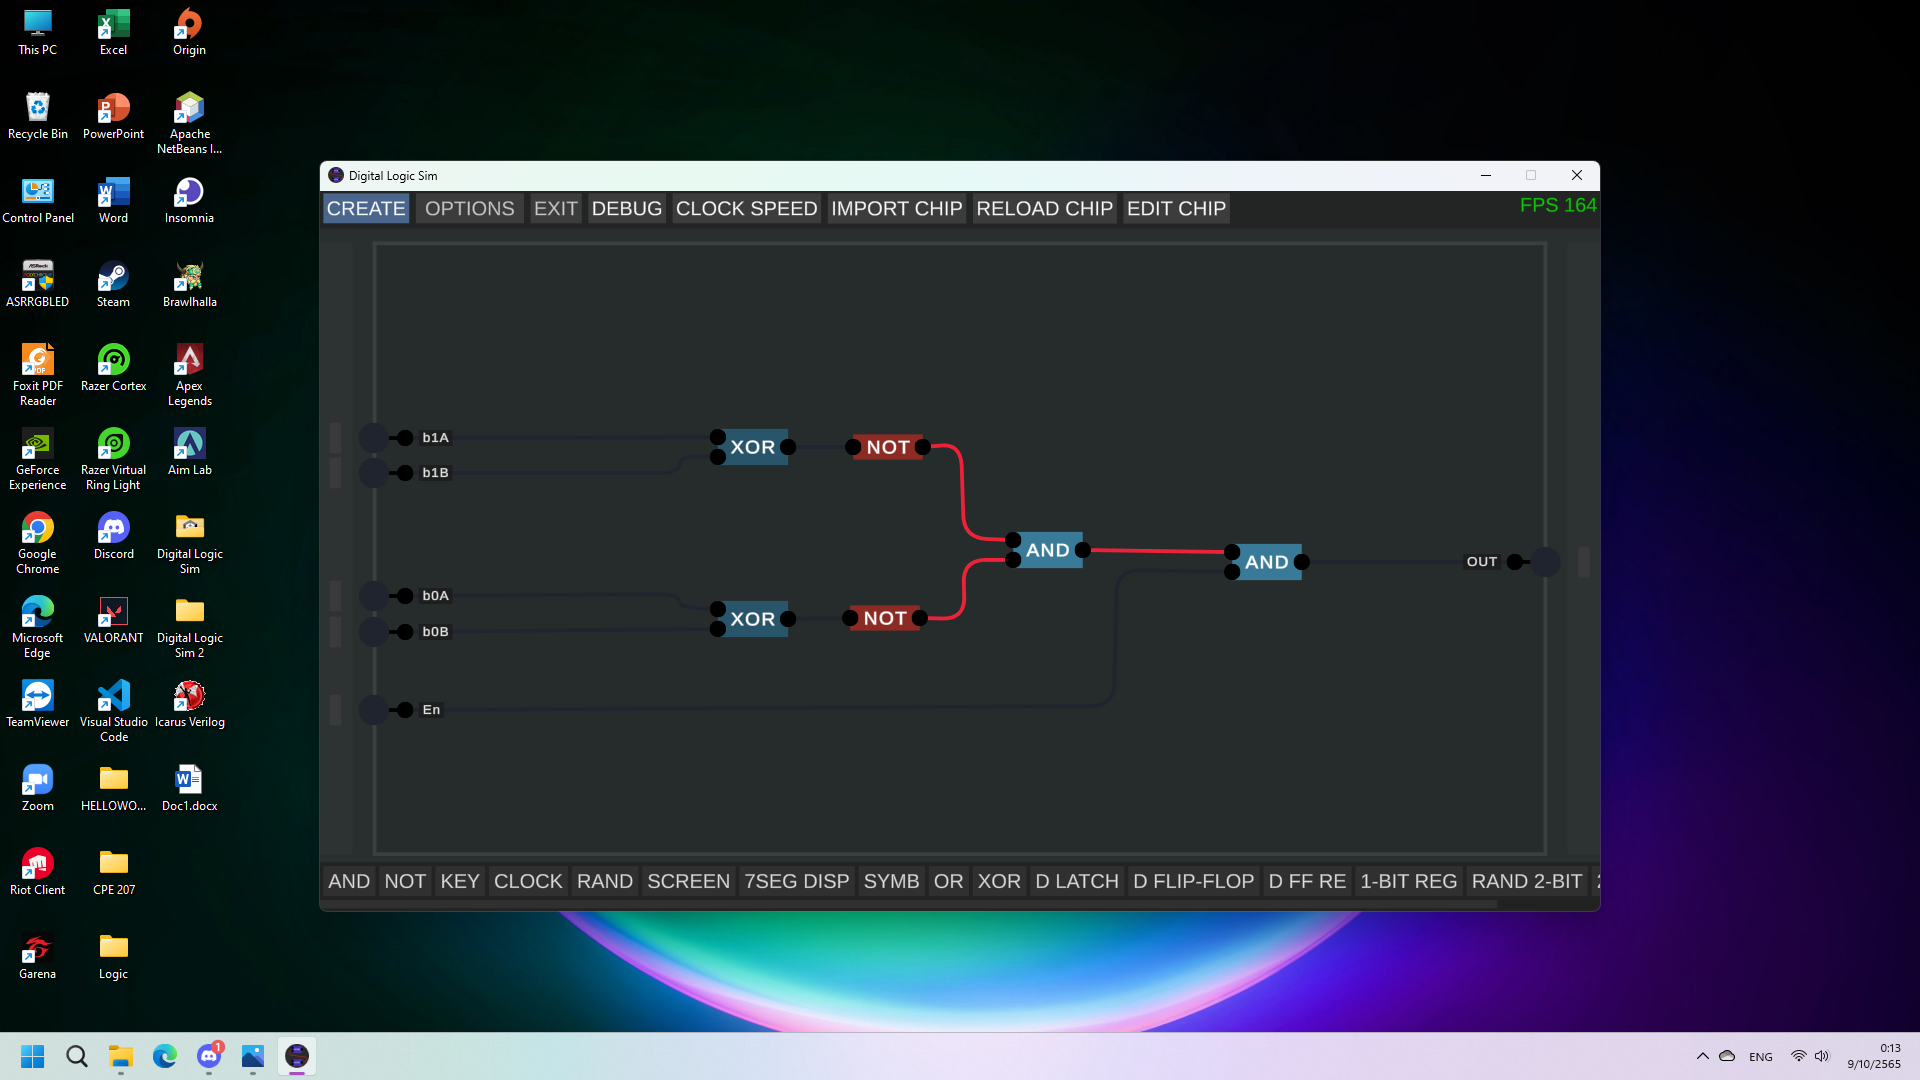 This PC
Excel
Origin
Recycle Bin
PowerPoint
Apache
NetBeans I...
Control Panel
Word
Insomnia
ASRRGBLED
Steam
Brawlhalla
Foxit PDF
Reader
Razer Cortex
Apex
Legends
GeForce
Experience
Razer Virtual
Ring Light
Aim Lab
Google
Chrome
Discord
Digital Logic
Sim
Microsoft
Edge
VALORANT
Digital Logic
Sim 2
TeamViewer
Visual Studio
Code
Icarus Verilog
Zoom
HELLOWO...
Doc1.docx
Riot Client
CPE 207
Garena
Logic
Digital Logic Sim
CREATE OPTIONS EXIT DEBUG CLOCK SPEED IMPORT CHIP RELOAD CHIP EDIT CHIP
FPS 164
b1A
b1B
XOR
NOT
AND
AND
OUT
b0A
b0B
XOR
NOT
En
AND NOT KEY CLOCK RAND SCREEN 7SEG DISP SYMB OR XOR D LATCH D FLIP-FLOP D FF RE 1-BIT REG RAND 2-BIT
1
ENG
0:13
9/10/2565